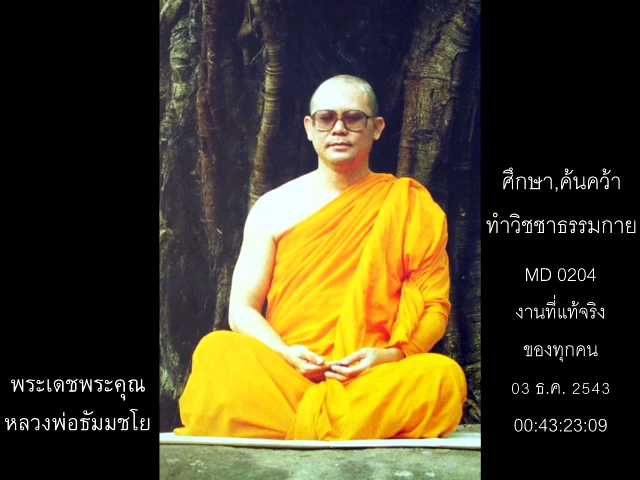 พระเดชพระคุณ
หลวงพ่อธัมมชโย
ศึกษา,ค้นคว้า
ทำวิชชาธรรมกาย
MD 0204
งานที่แท้จริง
ของทุกคน
03 ธ.ค. 2543
00:43:23:09